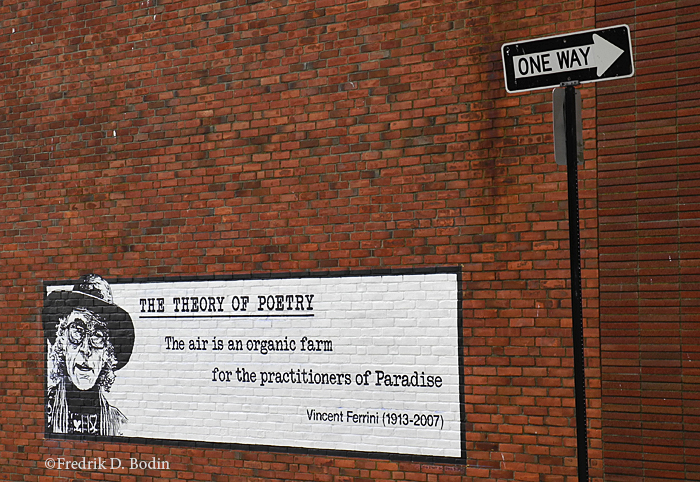 ONE WAY
THE THEORY OF POETRY
The air is an organic farm
for the practitioners of Paradise
Vincent Ferrini (1913-2007)
©Fredrik D. Bodin